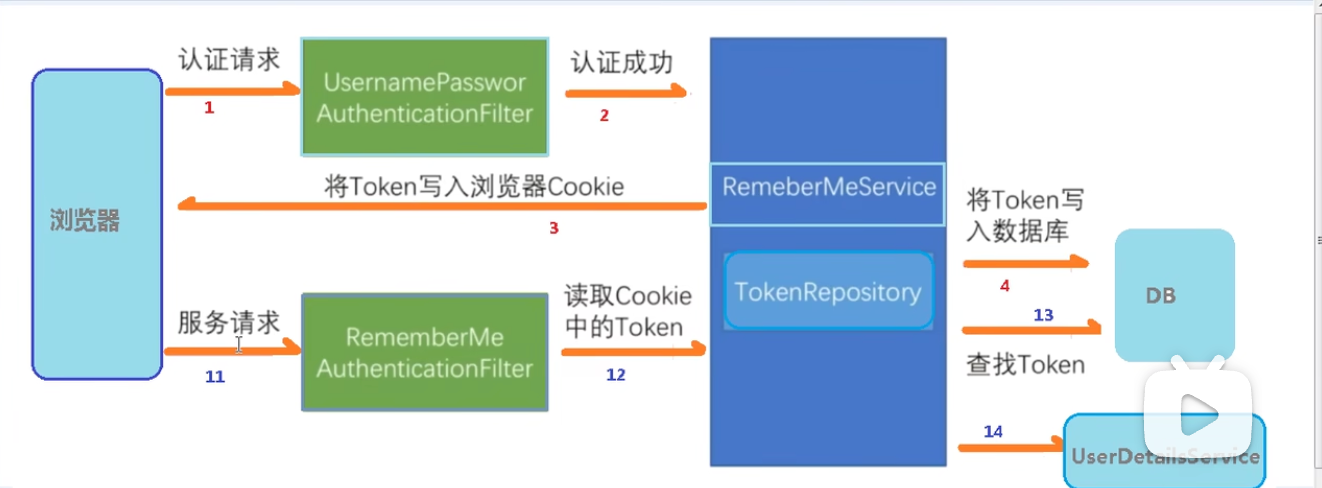 认证请求
1
UsernamePasswor
AuthenticationFilter
认证成功
2
将Token写入浏览器Cookie
3
RemeberMeService
浏览器
将Token写
入数据库
4
TokenRepository
DB
13
查找Token
服务请求
11
RememberMe
AuthenticationFilter
读取Cookie
中的Token
12
14
UserDetailsService